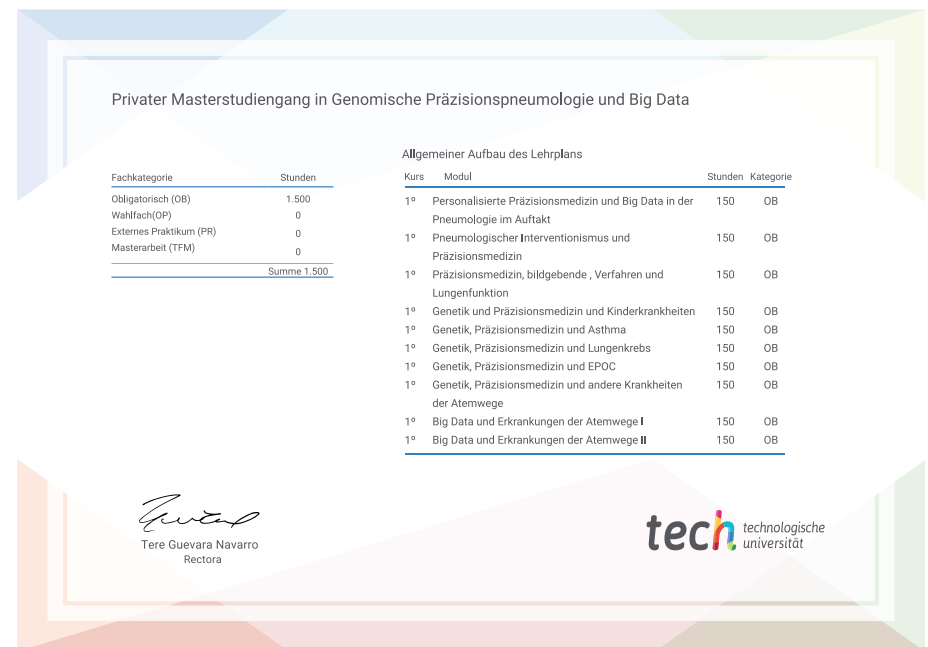 Privater Masterstudiengang in Genomische Präzisionspneumologie und Big Data
Fachkategorie Stunden
Obligatorisch (OB) 1.500
Wahlfach(OP) 0
Externes Praktikum (PR) 0
Masterarbeit (TFM) 0
Summe 1.500
Allgemeiner Aufbau des Lehrplans
Kurs Modul Stunden Kategorie
1º Personalisierte Präzisionsmedizin und Big Data in der 150 OB
Pneumologie im Auftakt
1º Pneumologischer Interventionismus und 150 OB
Präzisionsmedizin
1º Präzisionsmedizin, bildgebende , Verfahren und 150 OB
Lungenfunktion
1º Genetik und Präzisionsmedizin und Kinderkrankheiten 150 OB
1º Genetik, Präzisionsmedizin und Asthma 150 OB
1º Genetik, Präzisionsmedizin und Lungenkrebs 150 OB
1º Genetik, Präzisionsmedizin und EPOC 150 OB
1º Genetik, Präzisionsmedizin und andere Krankheiten 150 OB
der Atemwege
1º Big Data und Erkrankungen der Atemwege I 150 OB
1º Big Data und Erkrankungen der Atemwege II 150 OB
Tere Guevara Navarro
Rectora
tech technologische
universität